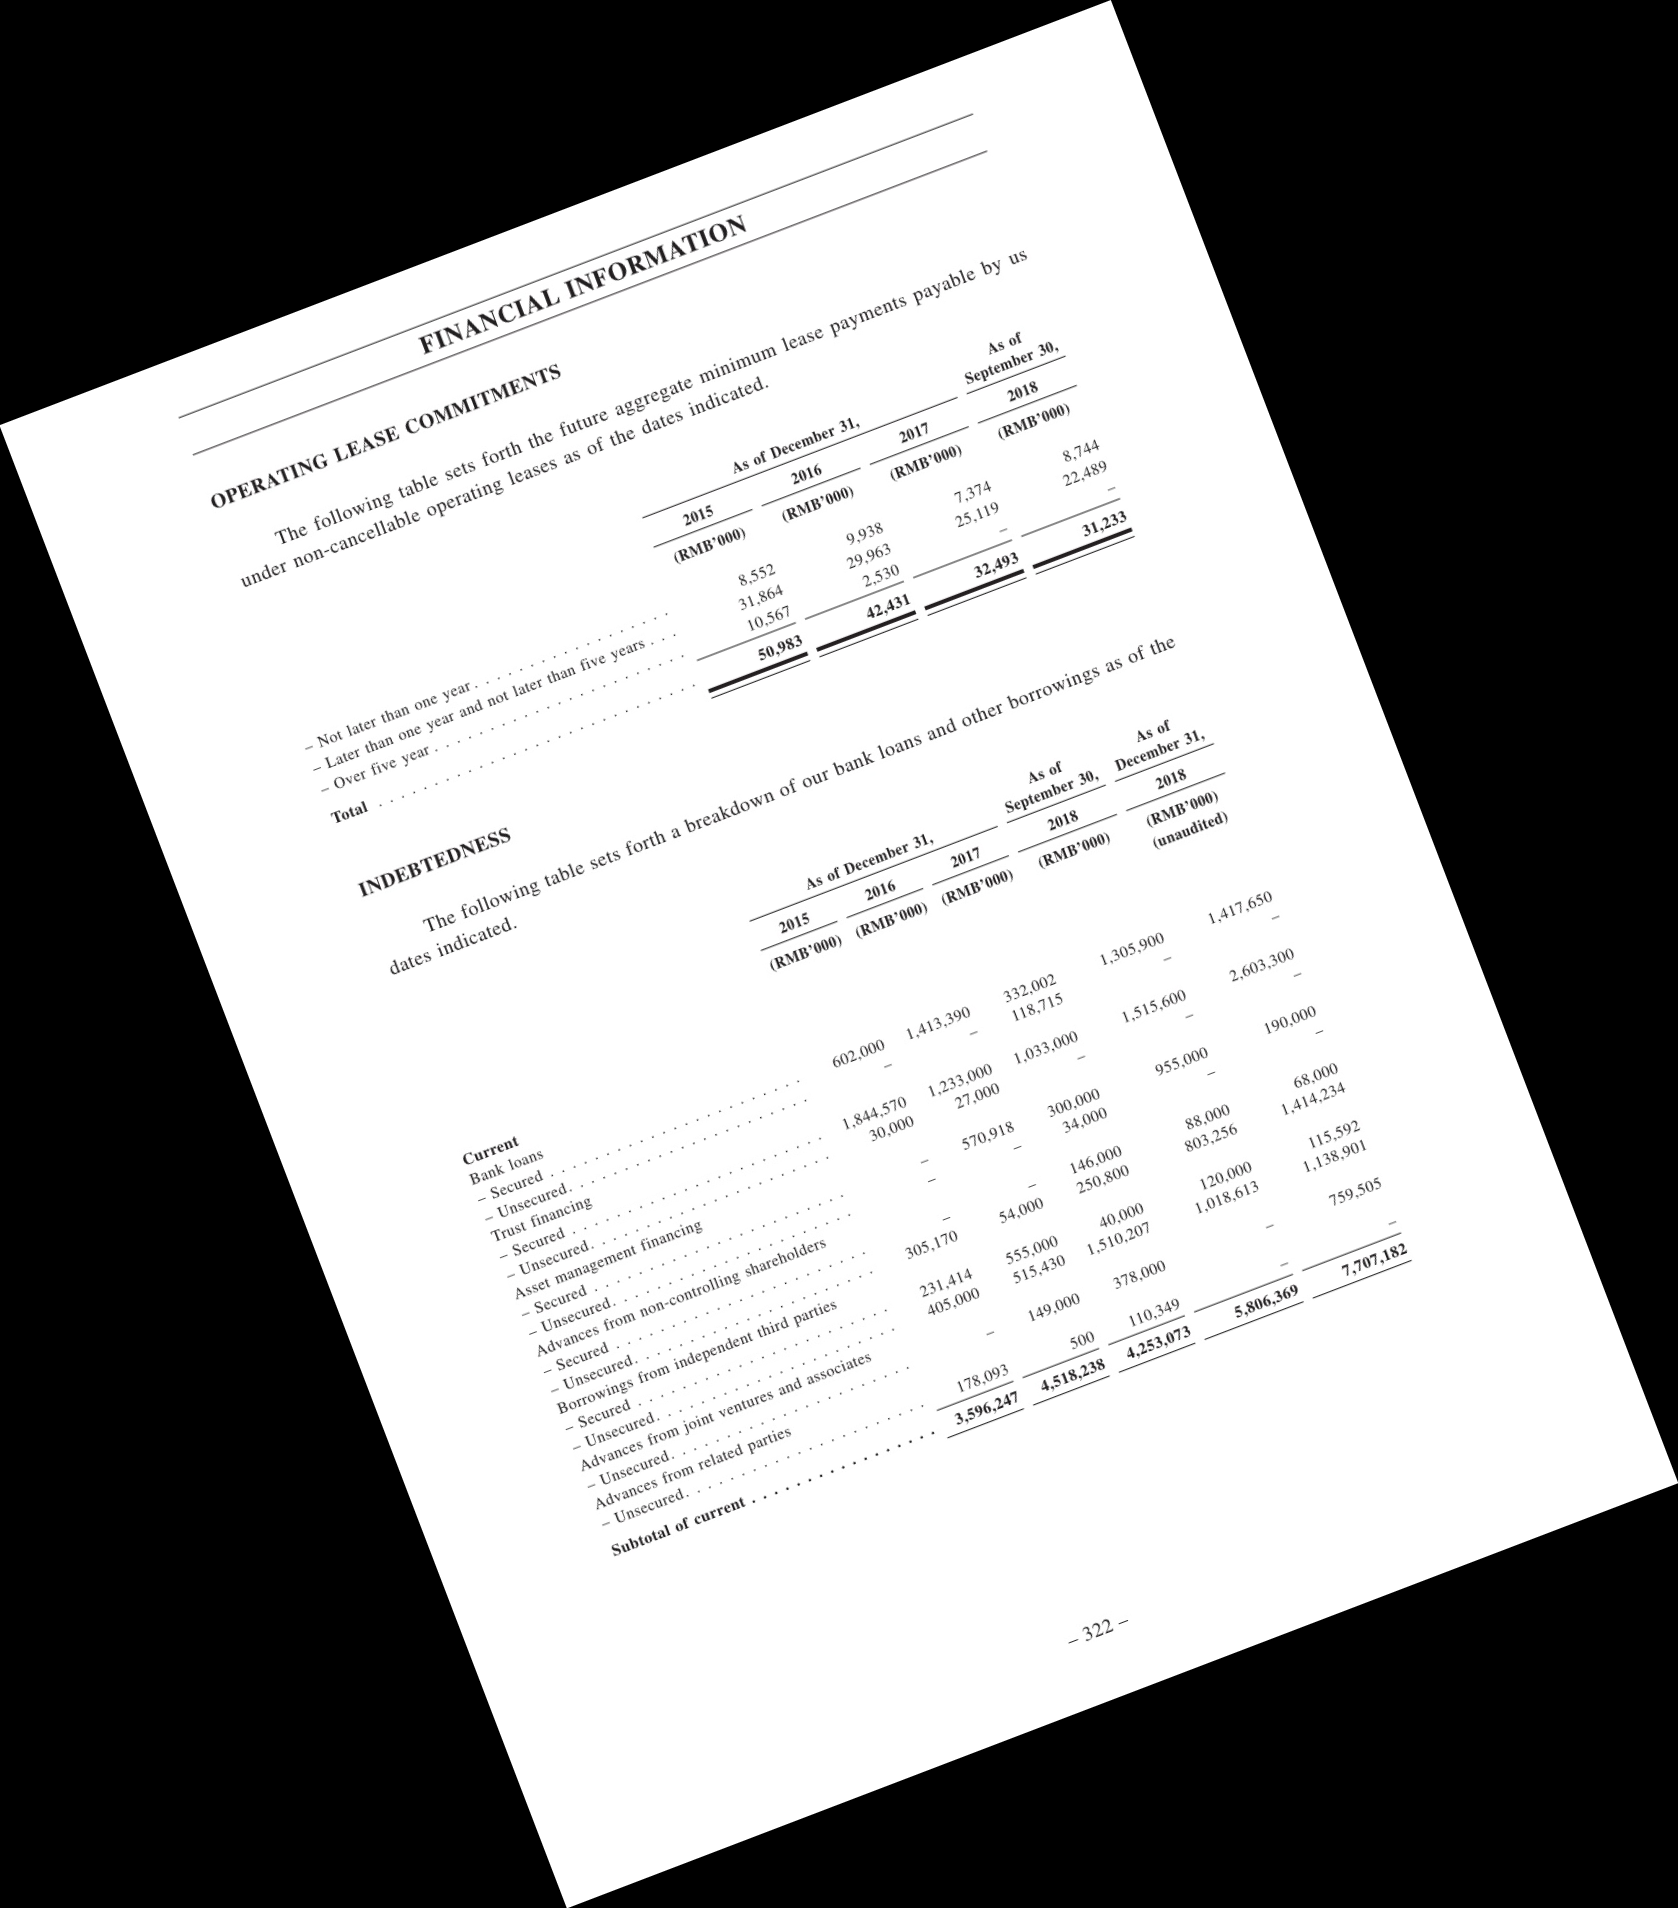 FINANCIAL INFORMATION
OPERATING LEASE COMMITMENTS
The following table sets forth the future aggregate minimum lease payments payable by us
under non-cancellable operating leases as of the dates indicated.
As of
As of December 31, September 30,
2015 2016 2017 2018
(RMB’000) (RMB’000) (RMB’000) (RMB’000)
– Not later than one year . . . . . . . . . . . . . . . . . . 8,552 9,938 7,374 8,744
– Later than one year and not later than five years . . . 31,864 29,963 25,119 22,489
– Over five year . . . . . . . . . . . . . . . . . . . . . . . 10,567 2,530 – –
Total . . . . . . . . . . . . . . . . . . . . . . . . . . . . . 50,983 42,431 32,493 31,233
INDEBTEDNESS
The following table sets forth a breakdown of our bank loans and other borrowings as of the
dates indicated.
As of As of
As of December 31, September 30, December 31,
2015 2016 2017 2018 2018
(RMB’000) (RMB’000) (RMB’000) (RMB’000) (RMB’000)
(unaudited)
Current
Bank loans
– Secured . . . . . . . . . . . . . . . . . . . . . . . 602,000 1,413,390 332,002 1,305,900 1,417,650
– Unsecured. . . . . . . . . . . . . . . . . . . . . . – – 118,715 – –
Trust financing
– Secured . . . . . . . . . . . . . . . . . . . . . . . 1,844,570 1,233,000 1,033,000 1,515,600 2,603,300
– Unsecured. . . . . . . . . . . . . . . . . . . . . . 30,000 27,000 – – –
Asset management financing
– Secured . . . . . . . . . . . . . . . . . . . . . . . – 570,918 300,000 955,000 190,000
– Unsecured. . . . . . . . . . . . . . . . . . . . . . – – 34,000 – –
Advances from non-controlling shareholders
– Secured . . . . . . . . . . . . . . . . . . . . . . . – – 146,000 88,000 68,000
– Unsecured. . . . . . . . . . . . . . . . . . . . . . 305,170 54,000 250,800 803,256 1,414,234
Borrowings from independent third parties
– Secured . . . . . . . . . . . . . . . . . . . . . . . 231,414 555,000 40,000 120,000 115,592
– Unsecured. . . . . . . . . . . . . . . . . . . . . . 405,000 515,430 1,510,207 1,018,613 1,138,901
Advances from joint ventures and associates
– Unsecured. . . . . . . . . . . . . . . . . . . . . . – 149,000 378,000 – 759,505
Advances from related parties
– Unsecured. . . . . . . . . . . . . . . . . . . . . . 178,093 500 110,349 – –
Subtotal of current . . . . . . . . . . . . . . . . . 3,596,247 4,518,238 4,253,073 5,806,369 7,707,182
– 322 –